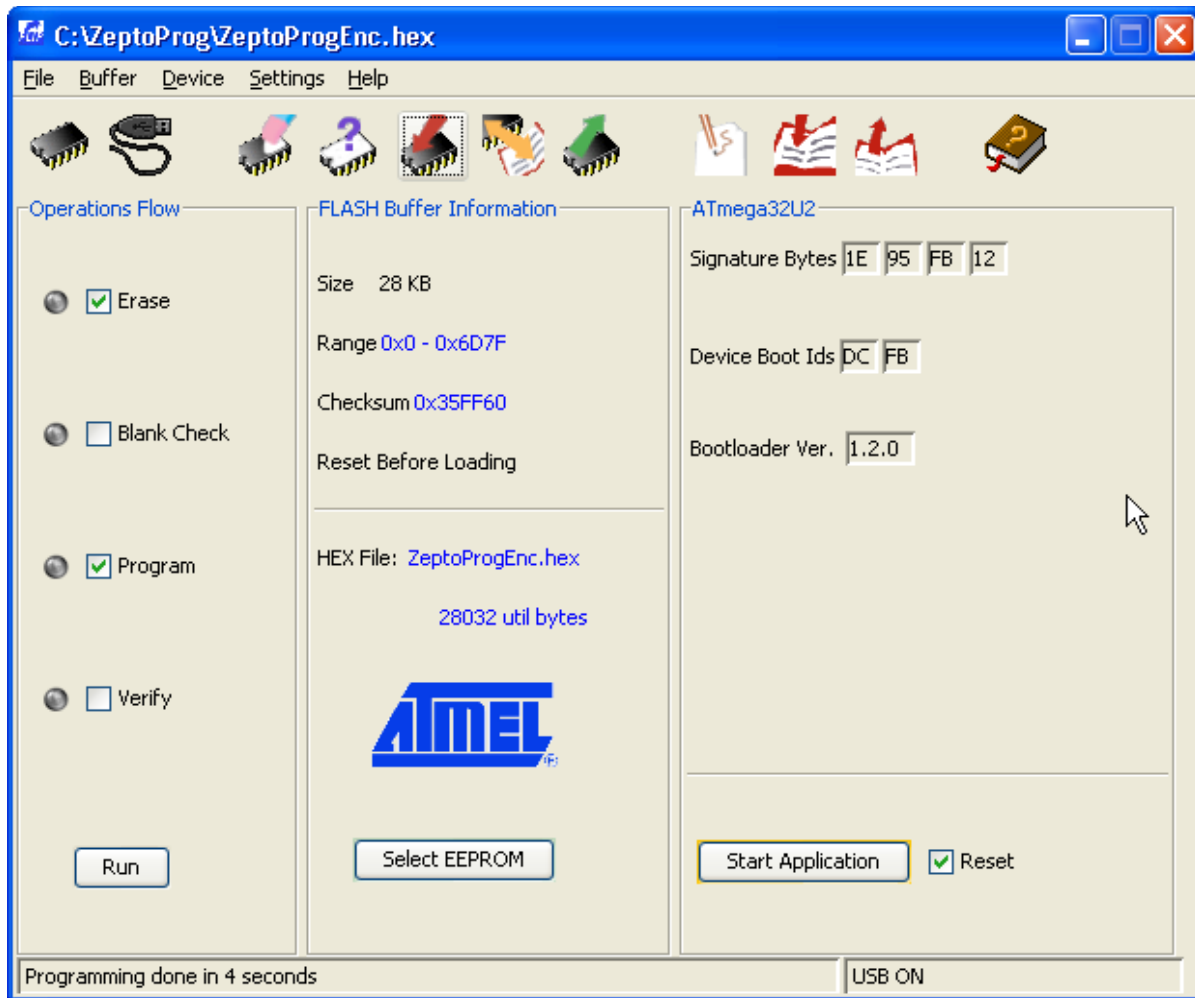 C:\ZeptoProg\ZeptoProgEnc.hex
File Buffer Device Settings Help
Operations Flow
Erase
Blank Check
Program
Verify
Run
FLASH Buffer Information
Size 28 KB
Range 0x0 - 0x6D7F
Checksum 0x35FF60
Reset Before Loading
HEX File: ZeptoProgEnc.hex
28032 util bytes
ATMEL®
Select EEPROM
ATmega32U2
Signature Bytes 1E 95 FB 12
Device Boot Ids DC FB
Bootloader Ver. 1.2.0
Start Application Reset
Programming done in 4 seconds USB ON